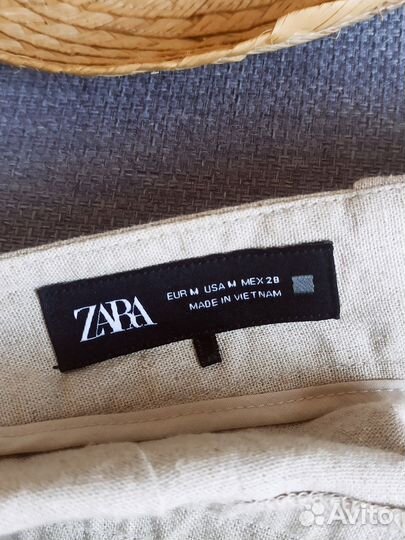 ZARA
EUR M USA M MEX 28
MADE IN VIETNAM
Avito